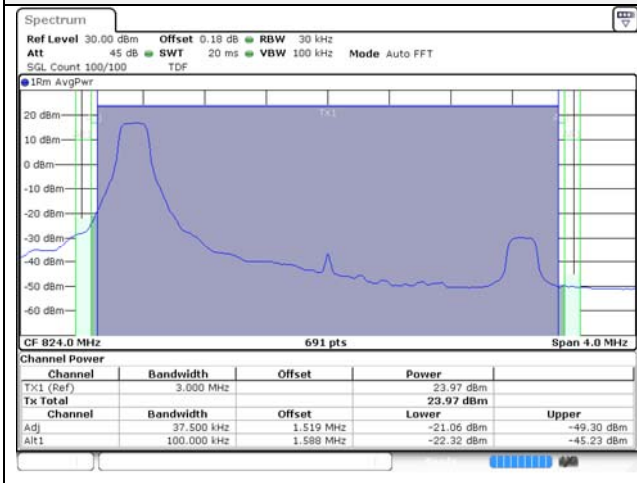 Spectrum
Ref Level 30.00 dBm Offset 0.18 dB RBW 30 kHz
Att 45 dB SWT 20 ms VBW 100 kHz Mode Auto FFT
SGL Count 100/100 TDF
1Rm AvgPwr
TX1
20 dBm
10 dBm
0 dBm
-10 dBm
-20 dBm
-30 dBm
-40 dBm
-50 dBm
-60 dBm
CF 824.0 MHz 691 pts Span 4.0 MHz
Channel Power
Channel Bandwidth Offset Power
TX1 (Ref) 3.000 MHz 23.97 dBm
Tx Total 23.97 dBm
Channel Bandwidth Offset Lower Upper
Adj 37.500 kHz 1.519 MHz -21.06 dBm -49.30 dBm
Alt1 100.000 kHz 1.588 MHz -22.32 dBm -45.23 dBm